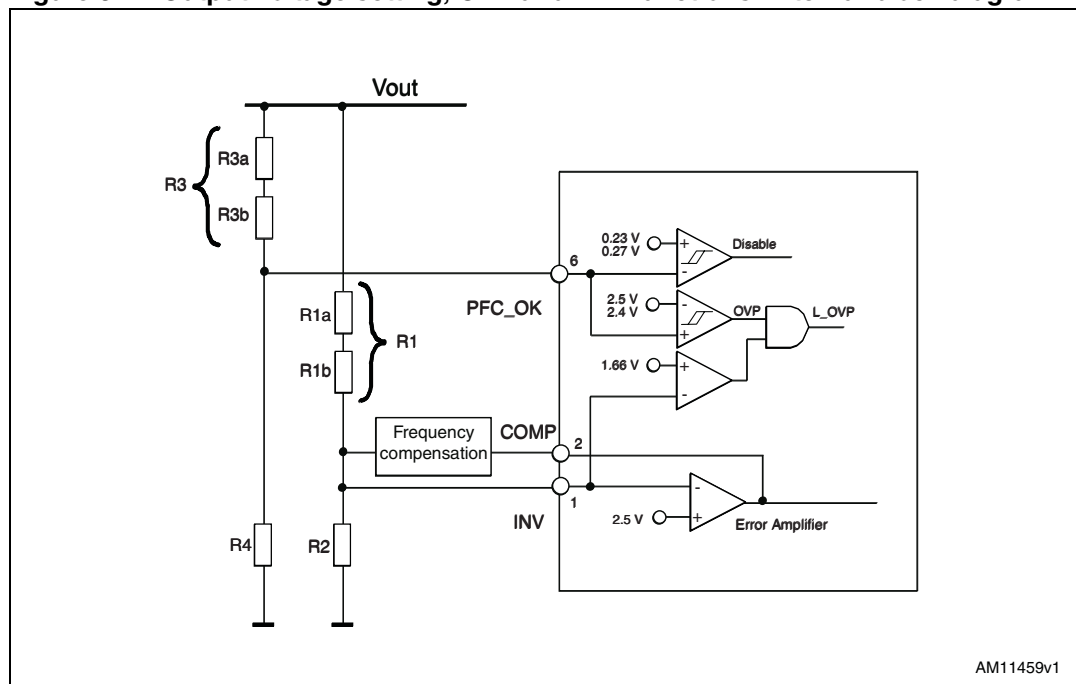 Vout
R3a
R3
R3b
0.23 V
0.27 V
Disable
6
PFC_OK
2.5 V
2.4 V
OVP
L_OVP
R1a
R1
R1b
1.66 V
Frequency
compensation
COMP
2
1
INV
2.5 V
Error Amplifier
R4
R2
AM11459v1